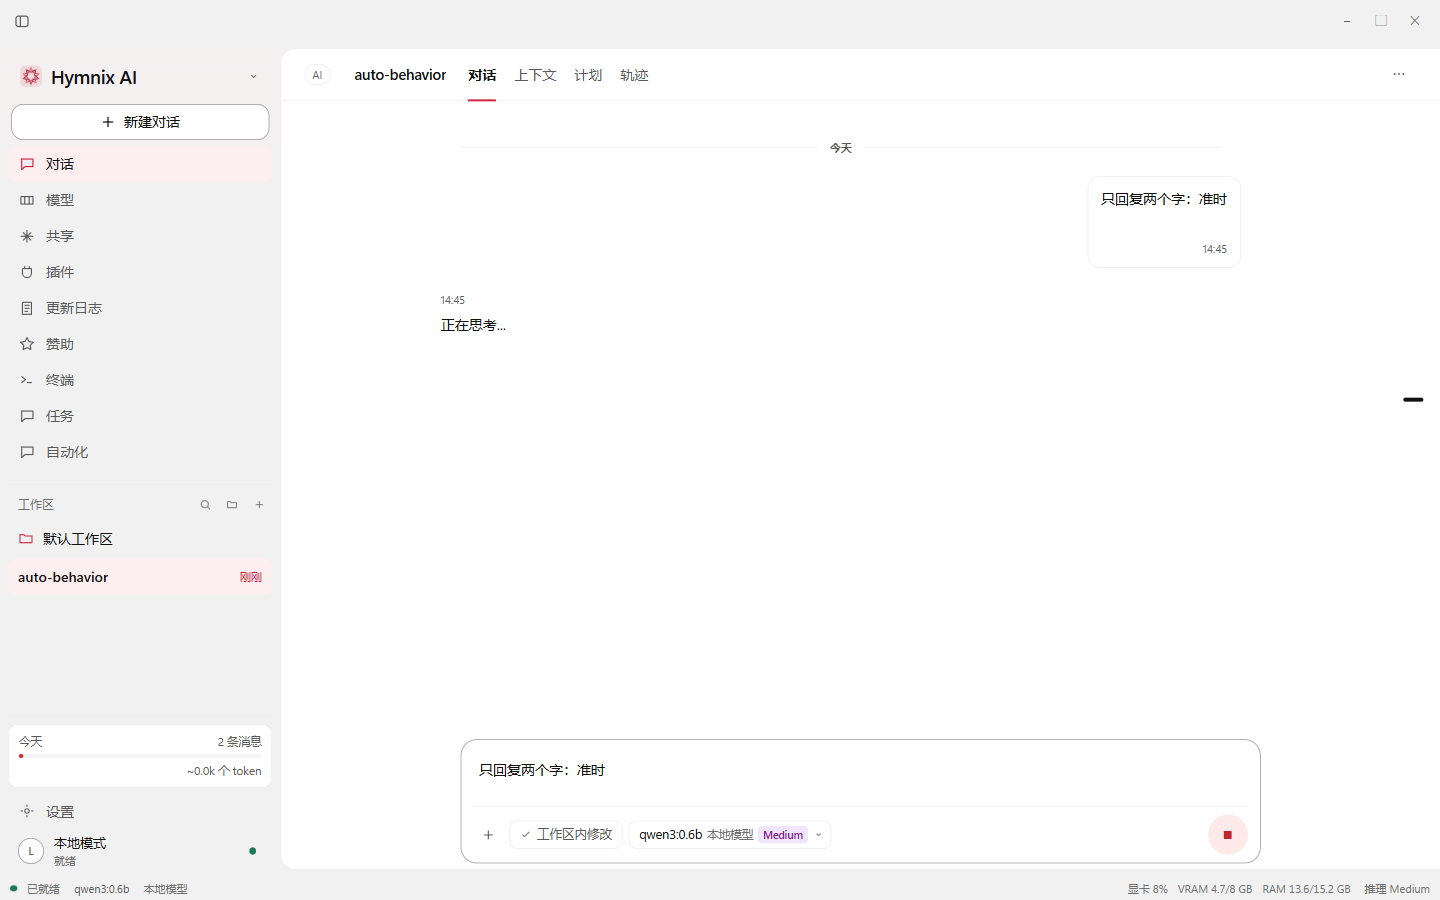 Hymnix AI
新建对话
对话
模型
共享
插件
更新日志
赞助
终端
任务
自动化
工作区
默认工作区
auto-behavior 刚刚
今天 2 条消息
~0.0k 个 token
设置
L 本地模式
就绪
AI auto-behavior 对话 上下文 计划 轨迹 ...
今天
只回复两个字：准时
14:45
14:45
正在思考...
只回复两个字：准时
工作区内修改 qwen3:0.6b 本地模型 Medium
已就绪 qwen3:0.6b 本地模型 显卡 8% VRAM 4.7/8 GB RAM 13.6/15.2 GB 推理 Medium